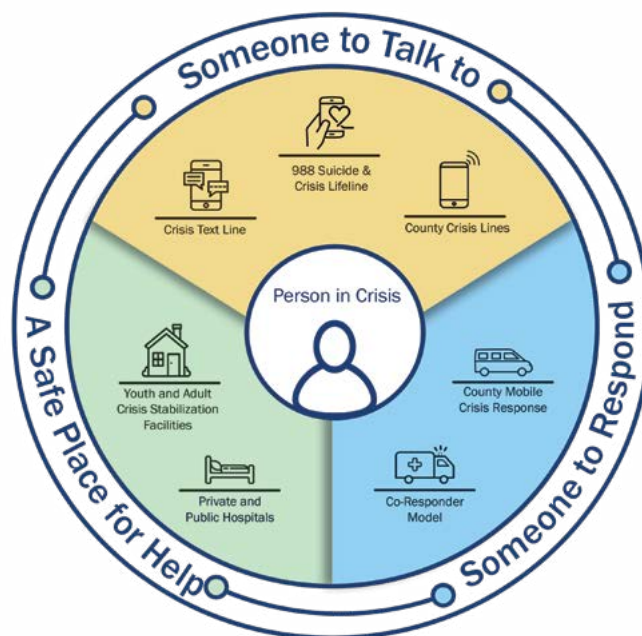 Someone to Talk to
988 Suicide &
Crisis Lifeline
Crisis Text Line
County Crisis Lines
Person in Crisis
Someone to Respond
County Mobile
Crisis Response
Co-Responder
Model
A Safe Place for Help
Youth and Adult
Crisis Stabilization
Facilities
Private and
Public Hospitals